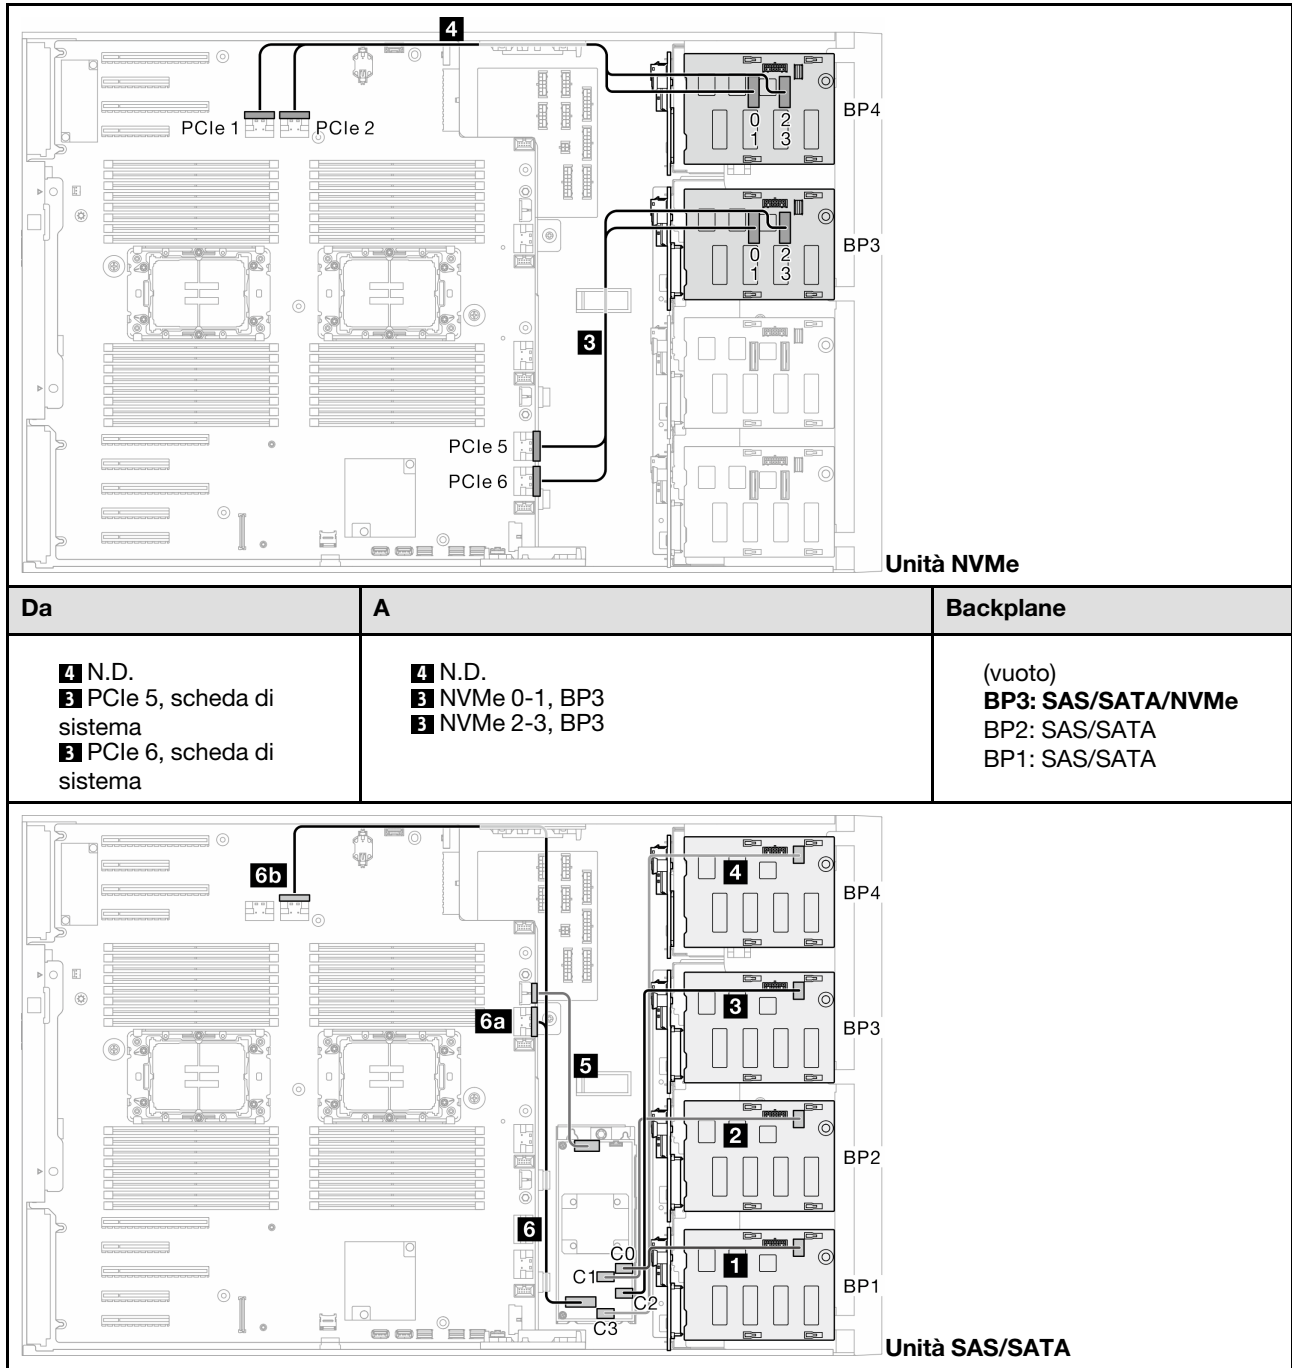 4
PCIe 1
PCIe 2
0
1
2
3
BP4
0
1
2
3
BP3
3
PCIe 5
PCIe 6
Unità NVMe
Da
A
Backplane
4 N.D.
3 PCIe 5, scheda di
sistema
3 PCIe 6, scheda di
sistema
4 N.D.
3 NVMe 0-1, BP3
3 NVMe 2-3, BP3
(vuoto)
BP3: SAS/SATA/NVMe
BP2: SAS/SATA
BP1: SAS/SATA
6b
4
BP4
6a
3
BP3
5
2
BP2
6
C0
C1
C2
C3
1
BP1
Unità SAS/SATA